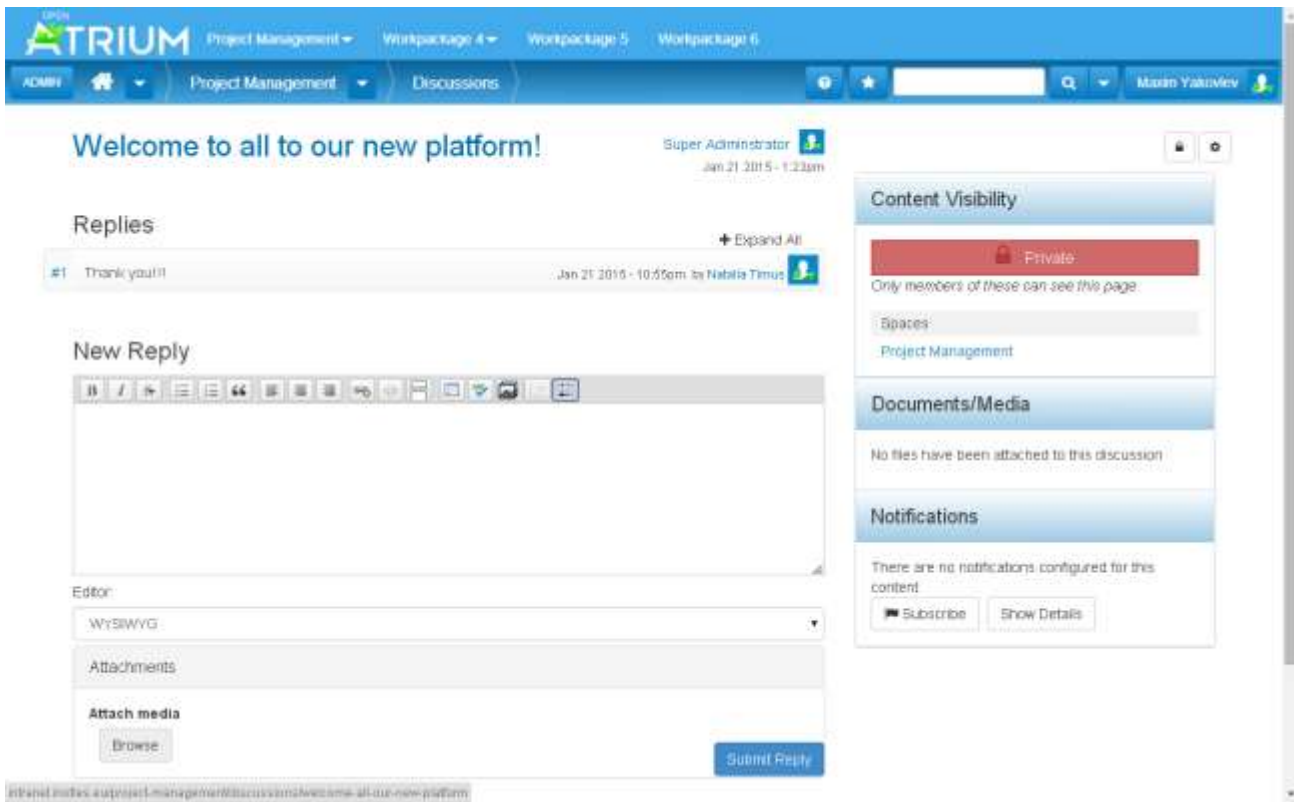 OPEN
ATRIUM Project Management Workpackage 4 Workpackage 5 Workpackage 6
ADMIN Project Management Discussions Maxim Yakovlev
Welcome to all to our new platform!
Super Administrator
Jan 21 2015 - 1:23pm
Replies
Expand All
#1 Thank you!!! Jan 21 2015 - 10:55pm by Natalia Timus
New Reply
B I S
Editor:
WYSIWYG
Attachments
Attach media
Browse
Submit Reply
Content Visibility
Private
Only members of these can see this page.
Spaces
Project Management
Documents/Media
No files have been attached to this discussion
Notifications
There are no notifications configured for this
content
Subscribe Show Details